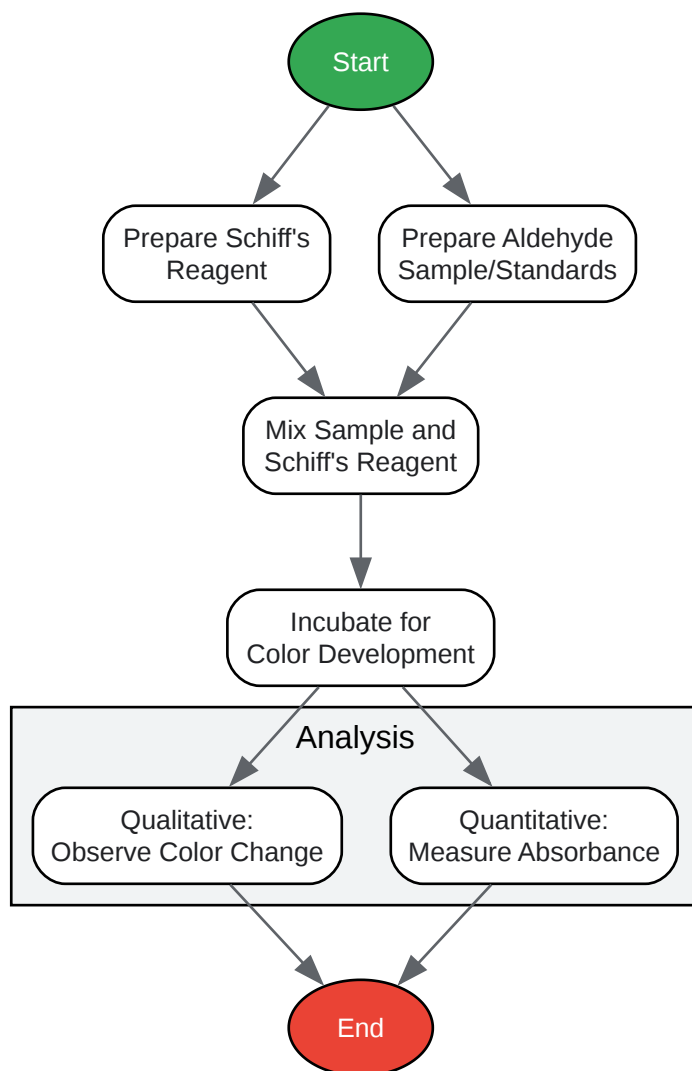 Start
Prepare Schiff's
Reagent
Prepare Aldehyde
Sample/Standards
Mix Sample and
Schiff's Reagent
Incubate for
Color Development
Analysis
Qualitative:
Observe Color Change
Quantitative:
Measure Absorbance
End